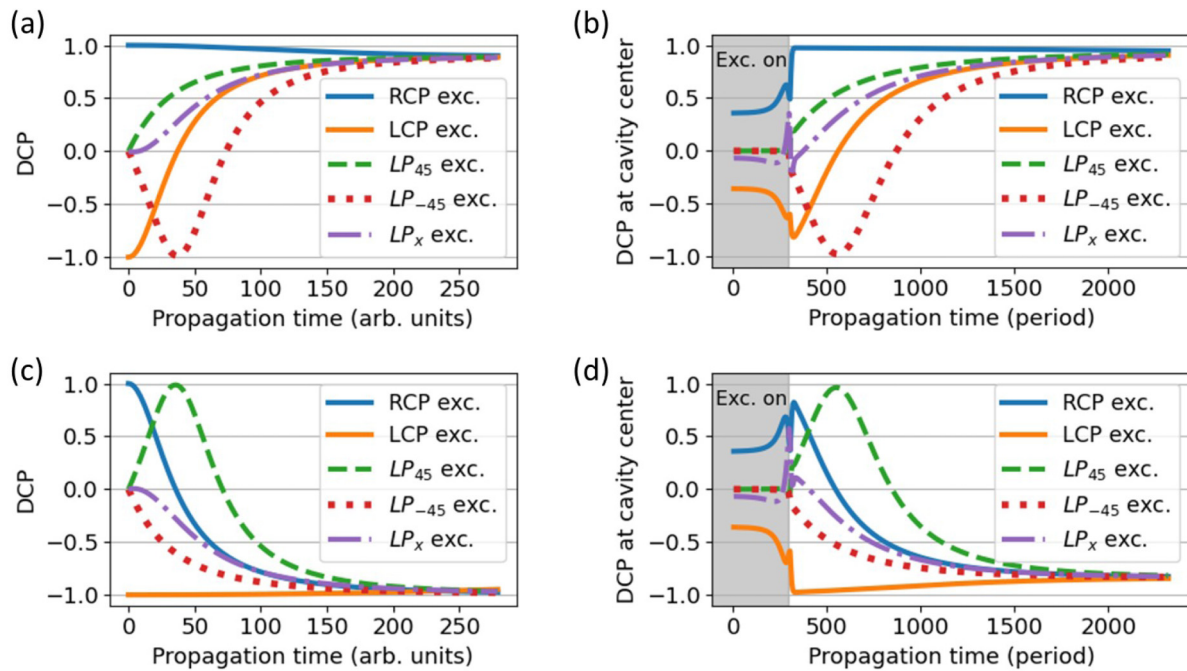 (a)
1.0
0.5
0.0
−0.5
−1.0
DCP
RCP exc.
LCP exc.
LP₄₅ exc.
LP₋₄₅ exc.
LPₓ exc.
0 50 100 150 200 250
Propagation time (arb. units)
(b)
1.0
0.5
0.0
−0.5
−1.0
DCP at cavity center
Exc. on
RCP exc.
LCP exc.
LP₄₅ exc.
LP₋₄₅ exc.
LPₓ exc.
0 500 1000 1500 2000
Propagation time (period)
(c)
1.0
0.5
0.0
−0.5
−1.0
DCP
RCP exc.
LCP exc.
LP₄₅ exc.
LP₋₄₅ exc.
LPₓ exc.
0 50 100 150 200 250
Propagation time (arb. units)
(d)
1.0
0.5
0.0
−0.5
−1.0
DCP at cavity center
Exc. on
RCP exc.
LCP exc.
LP₄₅ exc.
LP₋₄₅ exc.
LPₓ exc.
0 500 1000 1500 2000
Propagation time (period)